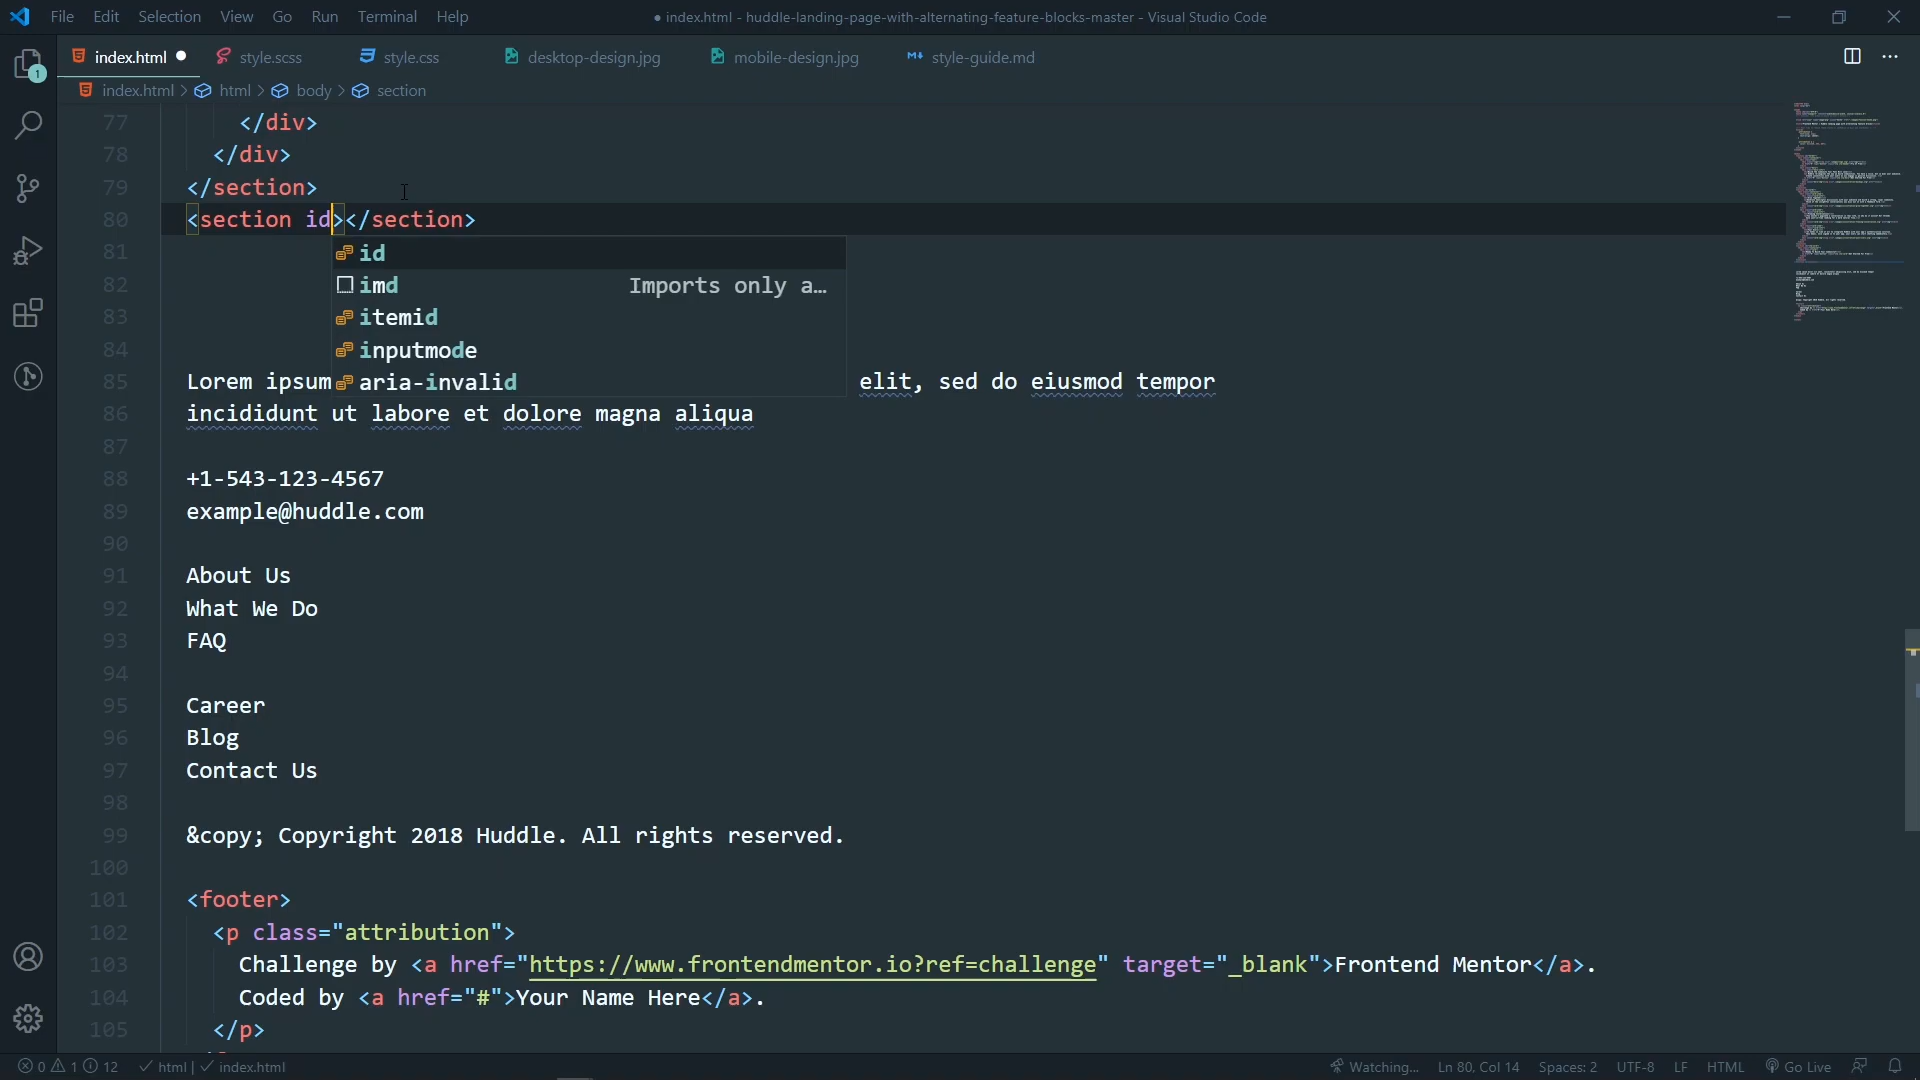 File Edit Selection View Go Run Terminal Help
● index.html - huddle-landing-page-with-alternating-feature-blocks-master - Visual Studio Code
index.html ● style.scss style.css desktop-design.jpg mobile-design.jpg style-guide.md
index.html > html > body > section
77 </div>
78 </div>
79 </section>
80 <section id></section>
81 id
82 imd Imports only a...
83 itemid
84 inputmode
aria-invalid
85 Lorem ipsum elit, sed do eiusmod tempor
86 incididunt ut labore et dolore magna aliqua
87
88 +1-543-123-4567
89 example@huddle.com
90
91 About Us
92 What We Do
93 FAQ
94
95 Career
96 Blog
97 Contact Us
98
99 &copy; Copyright 2018 Huddle. All rights reserved.
100
101 <footer>
102 <p class="attribution">
103 Challenge by <a href="https://www.frontendmentor.io?ref=challenge" target="_blank">Frontend Mentor</a>.
104 Coded by <a href="#">Your Name Here</a>.
105 </p>
1
0 1 12 html | index.html Watching... Ln 80, Col 14 Spaces: 2 UTF-8 LF HTML Go Live